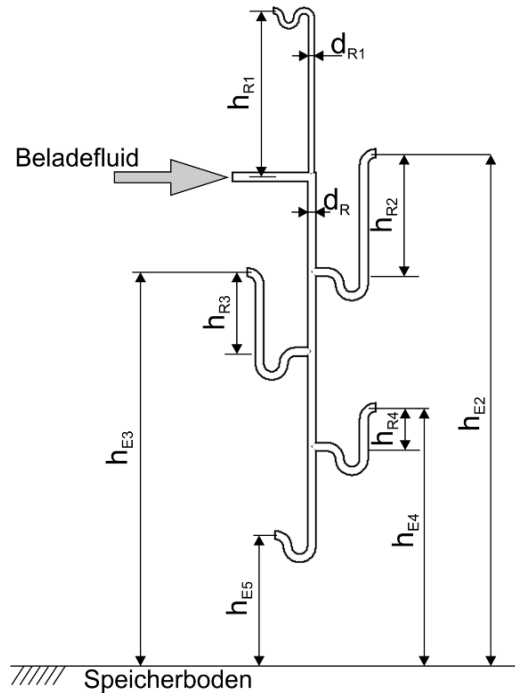 d_R1
h_R1
Beladefluid
d_R
h_R2
h_R3
h_E3
h_R4
h_E2
h_E4
h_E5
Speicherboden